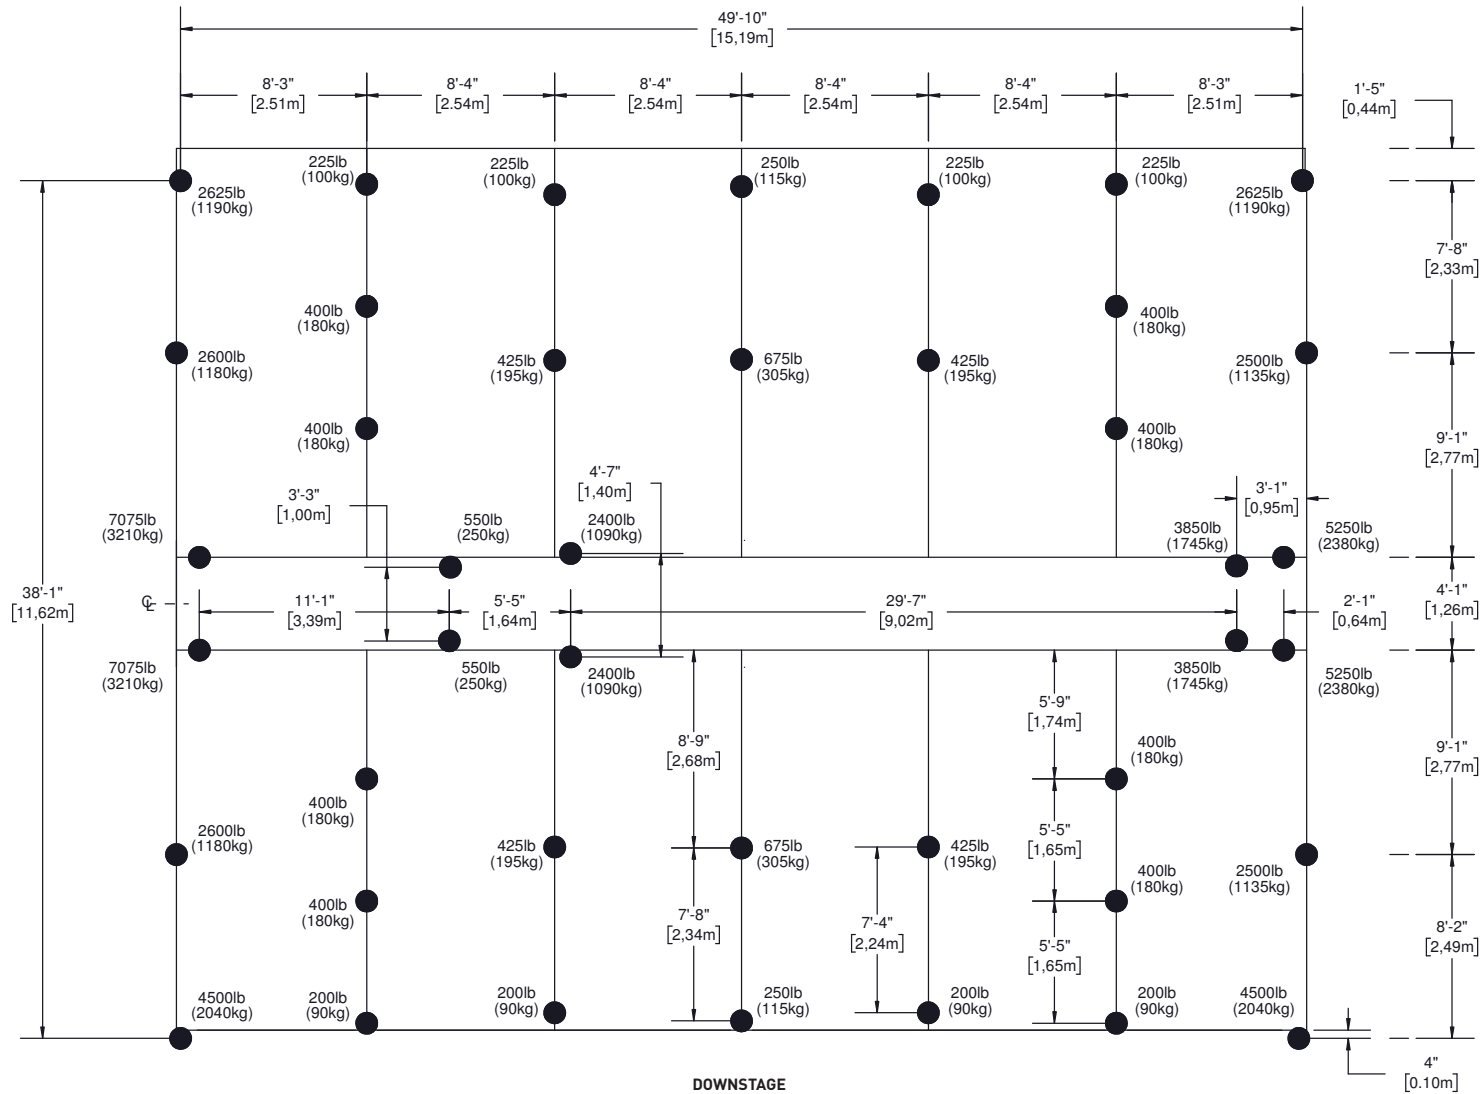 49'-10"
[15,19m]
8'-3"
[2.51m]
8'-4"
[2.54m]
8'-4"
[2.54m]
8'-4"
[2.54m]
8'-4"
[2.54m]
8'-3"
[2.51m]
1'-5"
[0,44m]
2625lb
(1190kg)
225lb
(100kg)
225lb
(100kg)
250lb
(115kg)
225lb
(100kg)
225lb
(100kg)
2625lb
(1190kg)
7'-8"
[2,33m]
400lb
(180kg)
400lb
(180kg)
2600lb
(1180kg)
425lb
(195kg)
675lb
(305kg)
425lb
(195kg)
2500lb
(1135kg)
400lb
(180kg)
400lb
(180kg)
9'-1"
[2,77m]
3'-3"
[1,00m]
4'-7"
[1,40m]
3'-1"
[0,95m]
7075lb
(3210kg)
550lb
(250kg)
2400lb
(1090kg)
3850lb
(1745kg)
5250lb
(2380kg)
38'-1"
[11,62m]
℄
11'-1"
[3,39m]
5'-5"
[1,64m]
29'-7"
[9,02m]
2'-1"
[0,64m]
4'-1"
[1,26m]
7075lb
(3210kg)
550lb
(250kg)
2400lb
(1090kg)
3850lb
(1745kg)
5250lb
(2380kg)
5'-9"
[1,74m]
8'-9"
[2,68m]
400lb
(180kg)
9'-1"
[2,77m]
400lb
(180kg)
2600lb
(1180kg)
425lb
(195kg)
675lb
(305kg)
425lb
(195kg)
5'-5"
[1,65m]
400lb
(180kg)
2500lb
(1135kg)
400lb
(180kg)
7'-8"
[2,34m]
7'-4"
[2,24m]
5'-5"
[1,65m]
8'-2"
[2,49m]
4500lb
(2040kg)
200lb
(90kg)
200lb
(90kg)
250lb
(115kg)
200lb
(90kg)
200lb
(90kg)
4500lb
(2040kg)
4"
[0.10m]
DOWNSTAGE